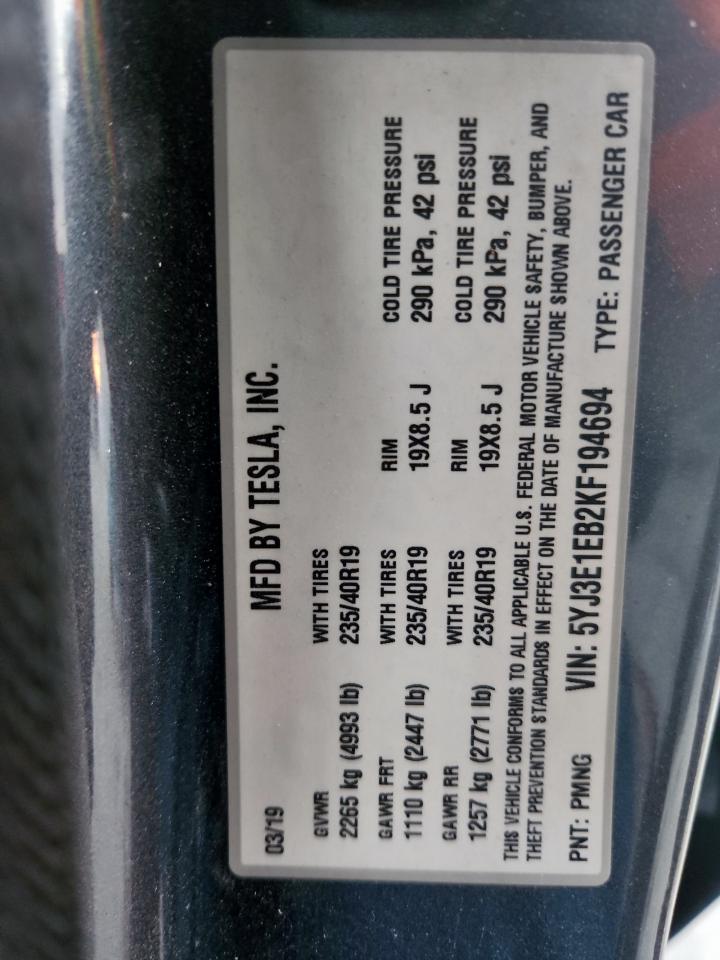 03/19 MFD BY TESLA, INC.
GVWR WITH TIRES
2265 kg (4993 lb) 235/40R19
GAWR FRT WITH TIRES RIM COLD TIRE PRESSURE
1110 kg (2447 lb) 235/40R19 19X8.5 J 290 kPa, 42 psi
GAWR RR WITH TIRES RIM COLD TIRE PRESSURE
1257 kg (2771 lb) 235/40R19 19X8.5 J 290 kPa, 42 psi
THIS VEHICLE CONFORMS TO ALL APPLICABLE U.S. FEDERAL MOTOR VEHICLE SAFETY, BUMPER, AND
THEFT PREVENTION STANDARDS IN EFFECT ON THE DATE OF MANUFACTURE SHOWN ABOVE.
PNT: PMNG VIN: 5YJ3E1EB2KF194694 TYPE: PASSENGER CAR